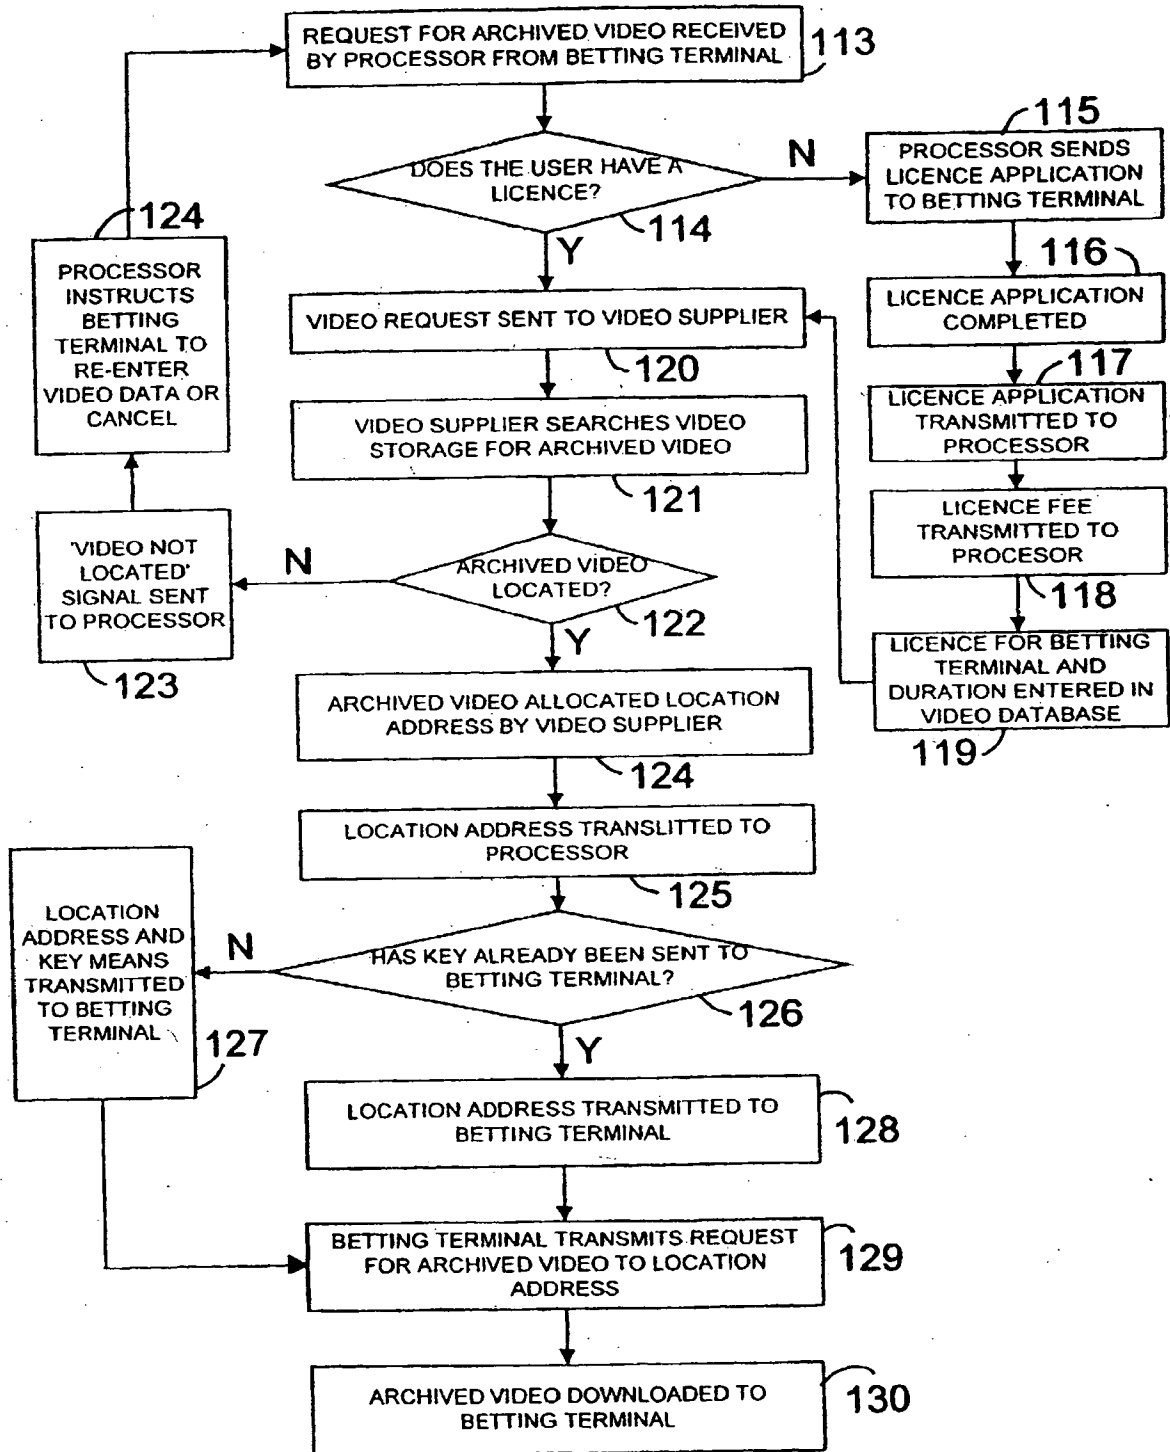 REQUEST FOR ARCHIVED VIDEO RECEIVED
BY PROCESSOR FROM BETTING TERMINAL
113
DOES THE USER HAVE A
LICENCE?
114
N
Y
115
PROCESSOR SENDS
LICENCE APPLICATION
TO BETTING TERMINAL
116
LICENCE APPLICATION
COMPLETED
117
LICENCE APPLICATION
TRANSMITTED TO
PROCESSOR
LICENCE FEE
TRANSMITTED TO
PROCESOR
118
LICENCE FOR BETTING
TERMINAL AND
DURATION ENTERED IN
VIDEO DATABASE
119
VIDEO REQUEST SENT TO VIDEO SUPPLIER
120
VIDEO SUPPLIER SEARCHES VIDEO
STORAGE FOR ARCHIVED VIDEO
121
ARCHIVED VIDEO
LOCATED?
122
N
Y
'VIDEO NOT
LOCATED'
SIGNAL SENT
TO PROCESSOR
123
124
PROCESSOR
INSTRUCTS
BETTING
TERMINAL TO
RE-ENTER
VIDEO DATA OR
CANCEL
ARCHIVED VIDEO ALLOCATED LOCATION
ADDRESS BY VIDEO SUPPLIER
124
LOCATION ADDRESS TRANSLITTED TO
PROCESSOR
125
HAS KEY ALREADY BEEN SENT TO
BETTING TERMINAL?
126
N
Y
LOCATION
ADDRESS AND
KEY MEANS
TRANSMITTED
TO BETTING
TERMINAL
127
LOCATION ADDRESS TRANSMITTED TO
BETTING TERMINAL
128
BETTING TERMINAL TRANSMITS REQUEST
FOR ARCHIVED VIDEO TO LOCATION
ADDRESS
129
ARCHIVED VIDEO DOWNLOADED TO
BETTING TERMINAL
130